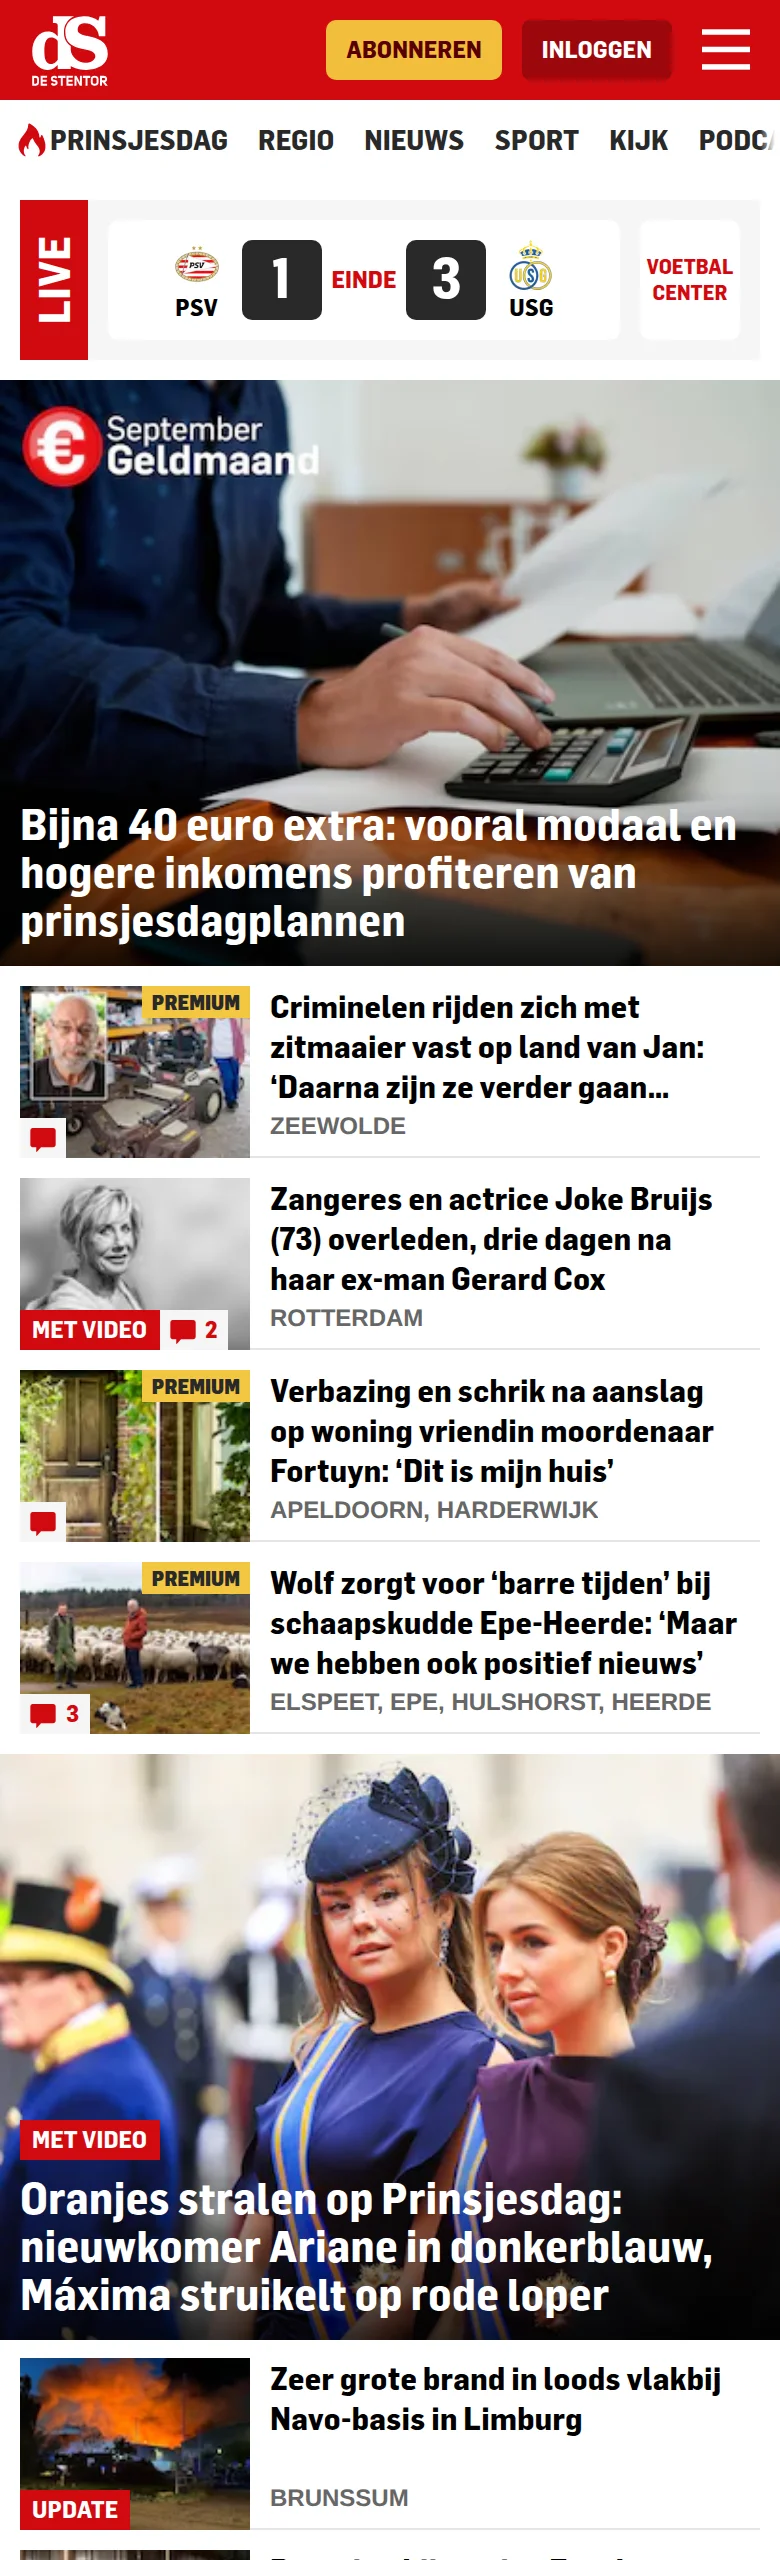 dS
DE STENTOR
ABONNEREN
INLOGGEN
PRINSJESDAG REGIO NIEUWS SPORT KIJK
LIVE
PSV
PSV
1
EINDE
3
USG
USG
VOETBAL
CENTER
€ September
Geldmaand
Bijna 40 euro extra: vooral modaal en
hogere inkomens profiteren van
prinsjesdagplannen
PREMIUM
Criminelen rijden zich met
zitmaaier vast op land van Jan:
‘Daarna zijn ze verder gaan...
ZEEWOLDE
Zangeres en actrice Joke Bruijs
(73) overleden, drie dagen na
haar ex-man Gerard Cox
MET VIDEO
2
ROTTERDAM
PREMIUM
Verbazing en schrik na aanslag
op woning vriendin moordenaar
Fortuyn: ‘Dit is mijn huis’
APELDOORN, HARDERWIJK
PREMIUM
Wolf zorgt voor ‘barre tijden’ bij
schaapskudde Epe-Heerde: ‘Maar
we hebben ook positief nieuws’
3
ELSPEET, EPE, HULSHORST, HEERDE
MET VIDEO
Oranjes stralen op Prinsjesdag:
nieuwkomer Ariane in donkerblauw,
Máxima struikelt op rode loper
Zeer grote brand in loods vlakbij
Navo-basis in Limburg
UPDATE
BRUNSSUM